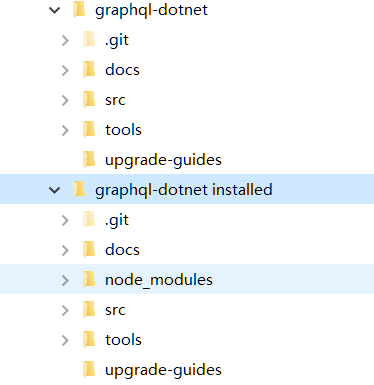 graphql-dotnet
.git
docs
src
tools
upgrade-guides
graphql-dotnet installed
.git
docs
node_modules
src
tools
upgrade-guides